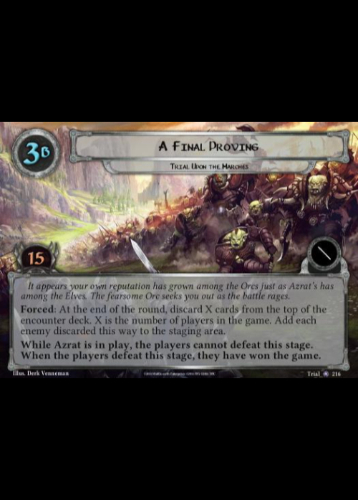 3B
A Final Proving
Trial Upon the Marches
15
It appears your own reputation has grown among the Orcs just as Azrat's has
among the Elves. The fearsome Orc seeks you out as the battle rages.
Forced: At the end of the round, discard X cards from the top of the
encounter deck. X is the number of players in the game. Add each
enemy discarded this way to the staging area.
While Azrat is in play, the players cannot defeat this stage.
When the players defeat this stage, they have won the game.
Illus. Derk Venneman
Trial 216